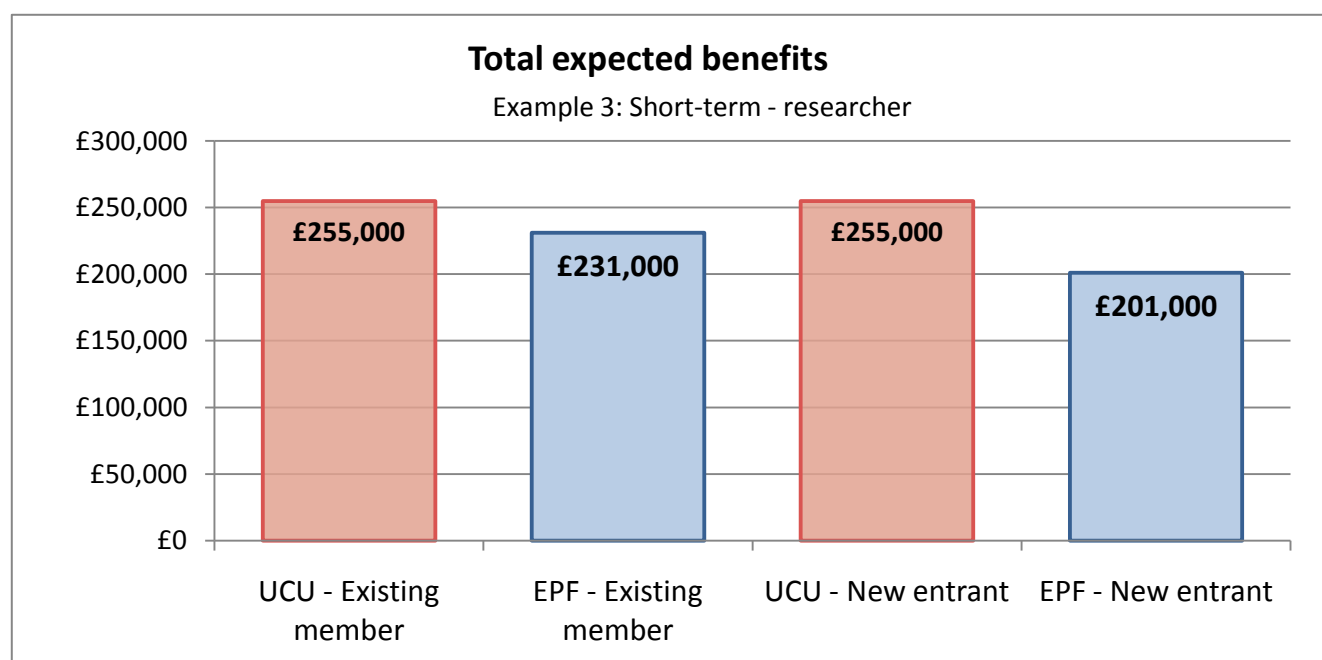 Total expected benefits
Example 3: Short-term - researcher
£300,000
£250,000
£200,000
£150,000
£100,000
£50,000
£0
£255,000
£231,000
£255,000
£201,000
UCU - Existing
member
EPF - Existing
member
UCU - New entrant
EPF - New entrant